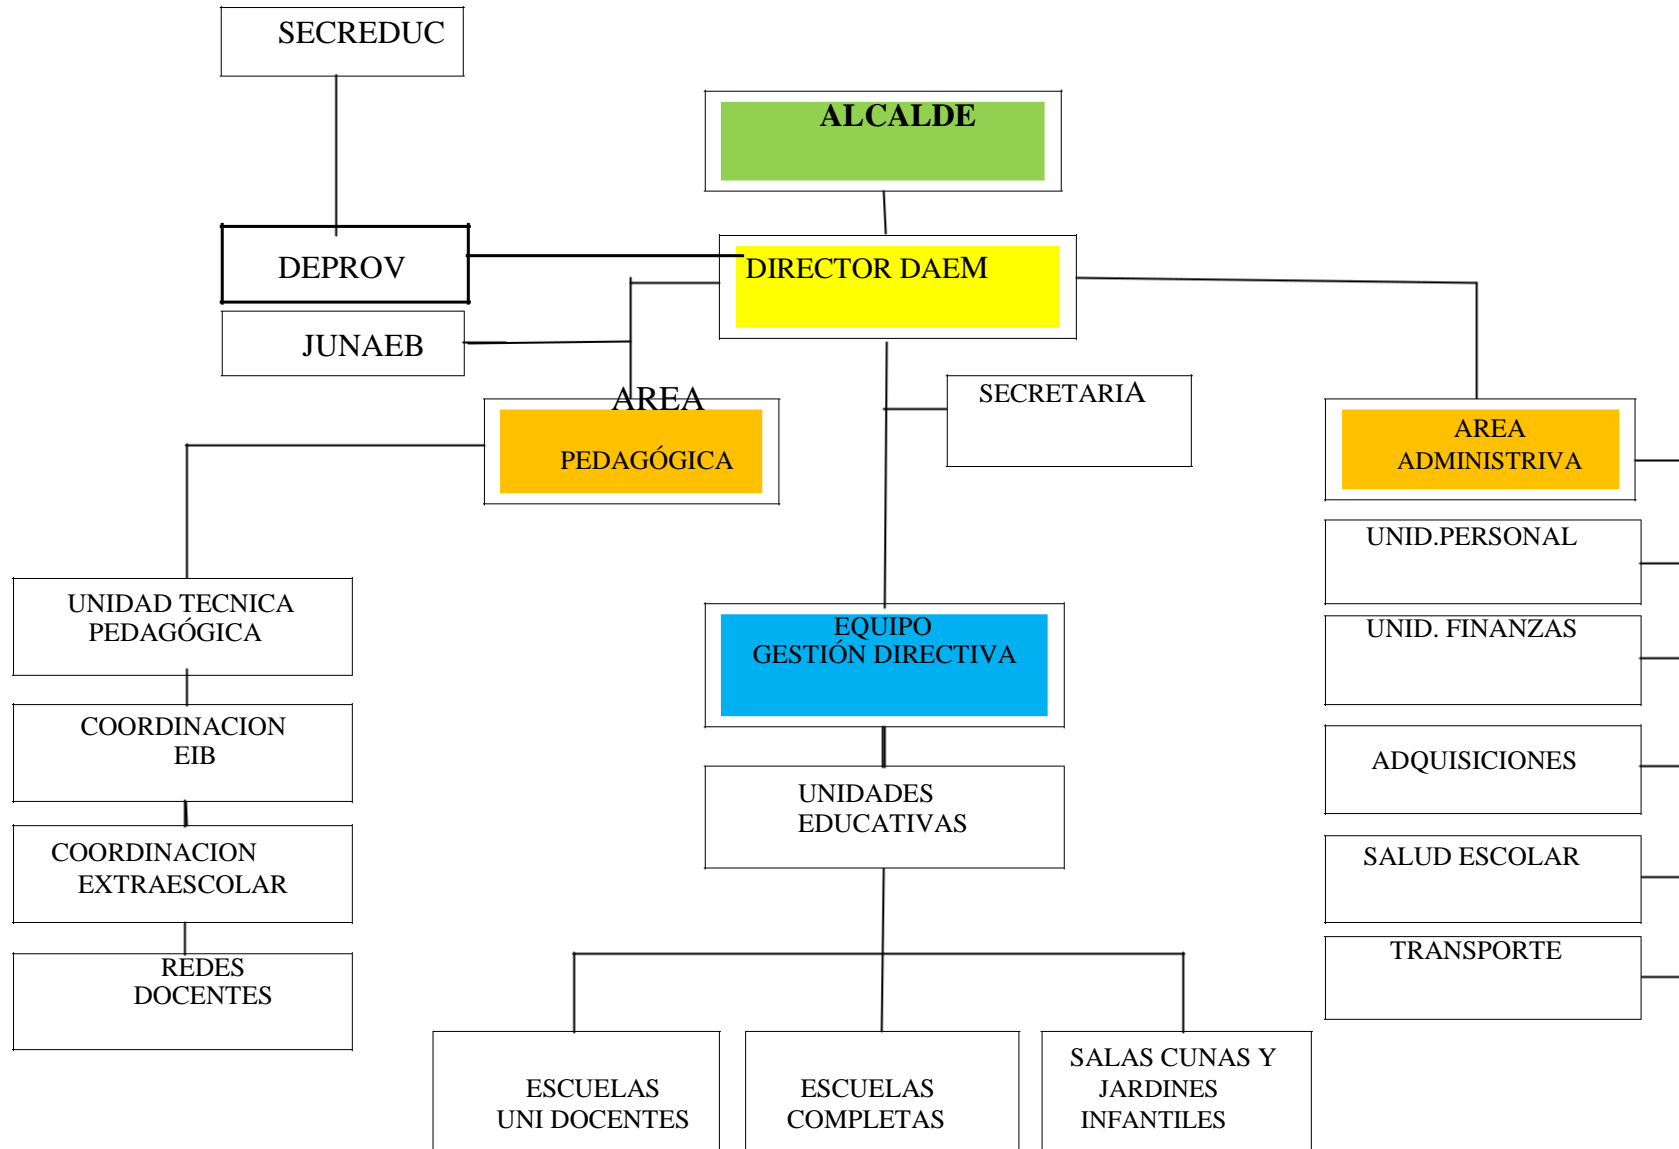 SECREDUC
ALCALDE
DEPROV
DIRECTOR DAEM
JUNAEB
AREA
PEDAGÓGICA
SECRETARIA
AREA
ADMINISTRIVA
UNID.PERSONAL
UNIDAD TECNICA
PEDAGÓGICA
EQUIPO
GESTIÓN DIRECTIVA
UNID. FINANZAS
COORDINACION
EIB
UNIDADES
EDUCATIVAS
ADQUISICIONES
COORDINACION
EXTRAESCOLAR
SALUD ESCOLAR
REDES
DOCENTES
TRANSPORTE
ESCUELAS
UNI DOCENTES
ESCUELAS
COMPLETAS
SALAS CUNAS Y
JARDINES
INFANTILES